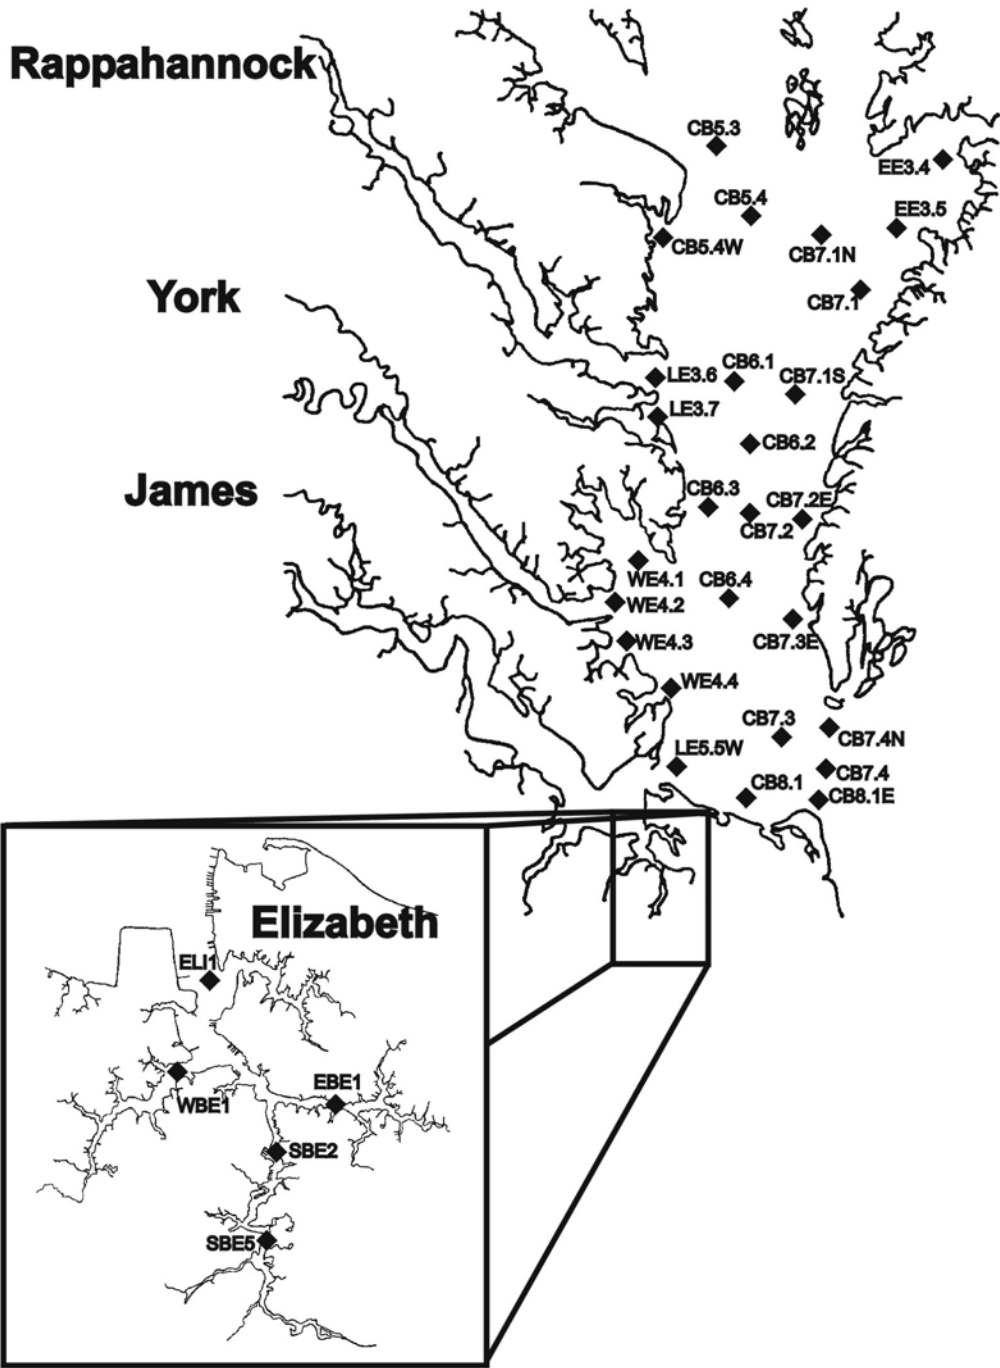 Rappahannock
CB5.3
EE3.4
CB5.4
EE3.5
CB5.4W
CB7.1N
York
CB7.1
CB6.1
LE3.6
CB7.1S
LE3.7
CB6.2
James
CB6.3
CB7.2E
CB7.2
WE4.1
CB6.4
WE4.2
WE4.3
CB7.3E
WE4.4
CB7.3
CB7.4N
LE5.5W
CB7.4
CB8.1
CB8.1E
Elizabeth
ELI1
EBE1
WBE1
SBE2
SBE5